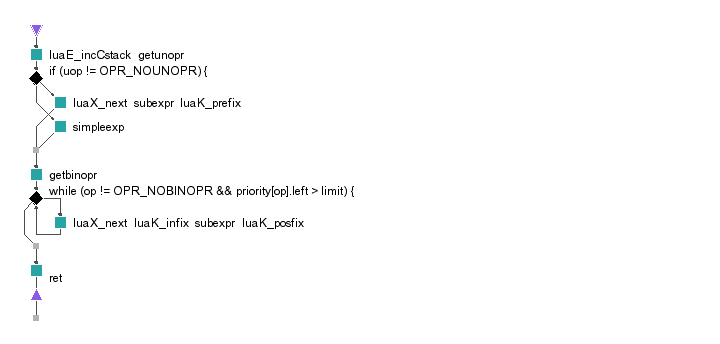 luaE_incCstack getunopr
if (uop != OPR_NOUNOPR) {
luaX_next subexpr luaK_prefix
simpleexp
getbinopr
while (op != OPR_NOBINOPR && priority[op].left > limit) {
luaX_next luaK_infix subexpr luaK_posfix
ret